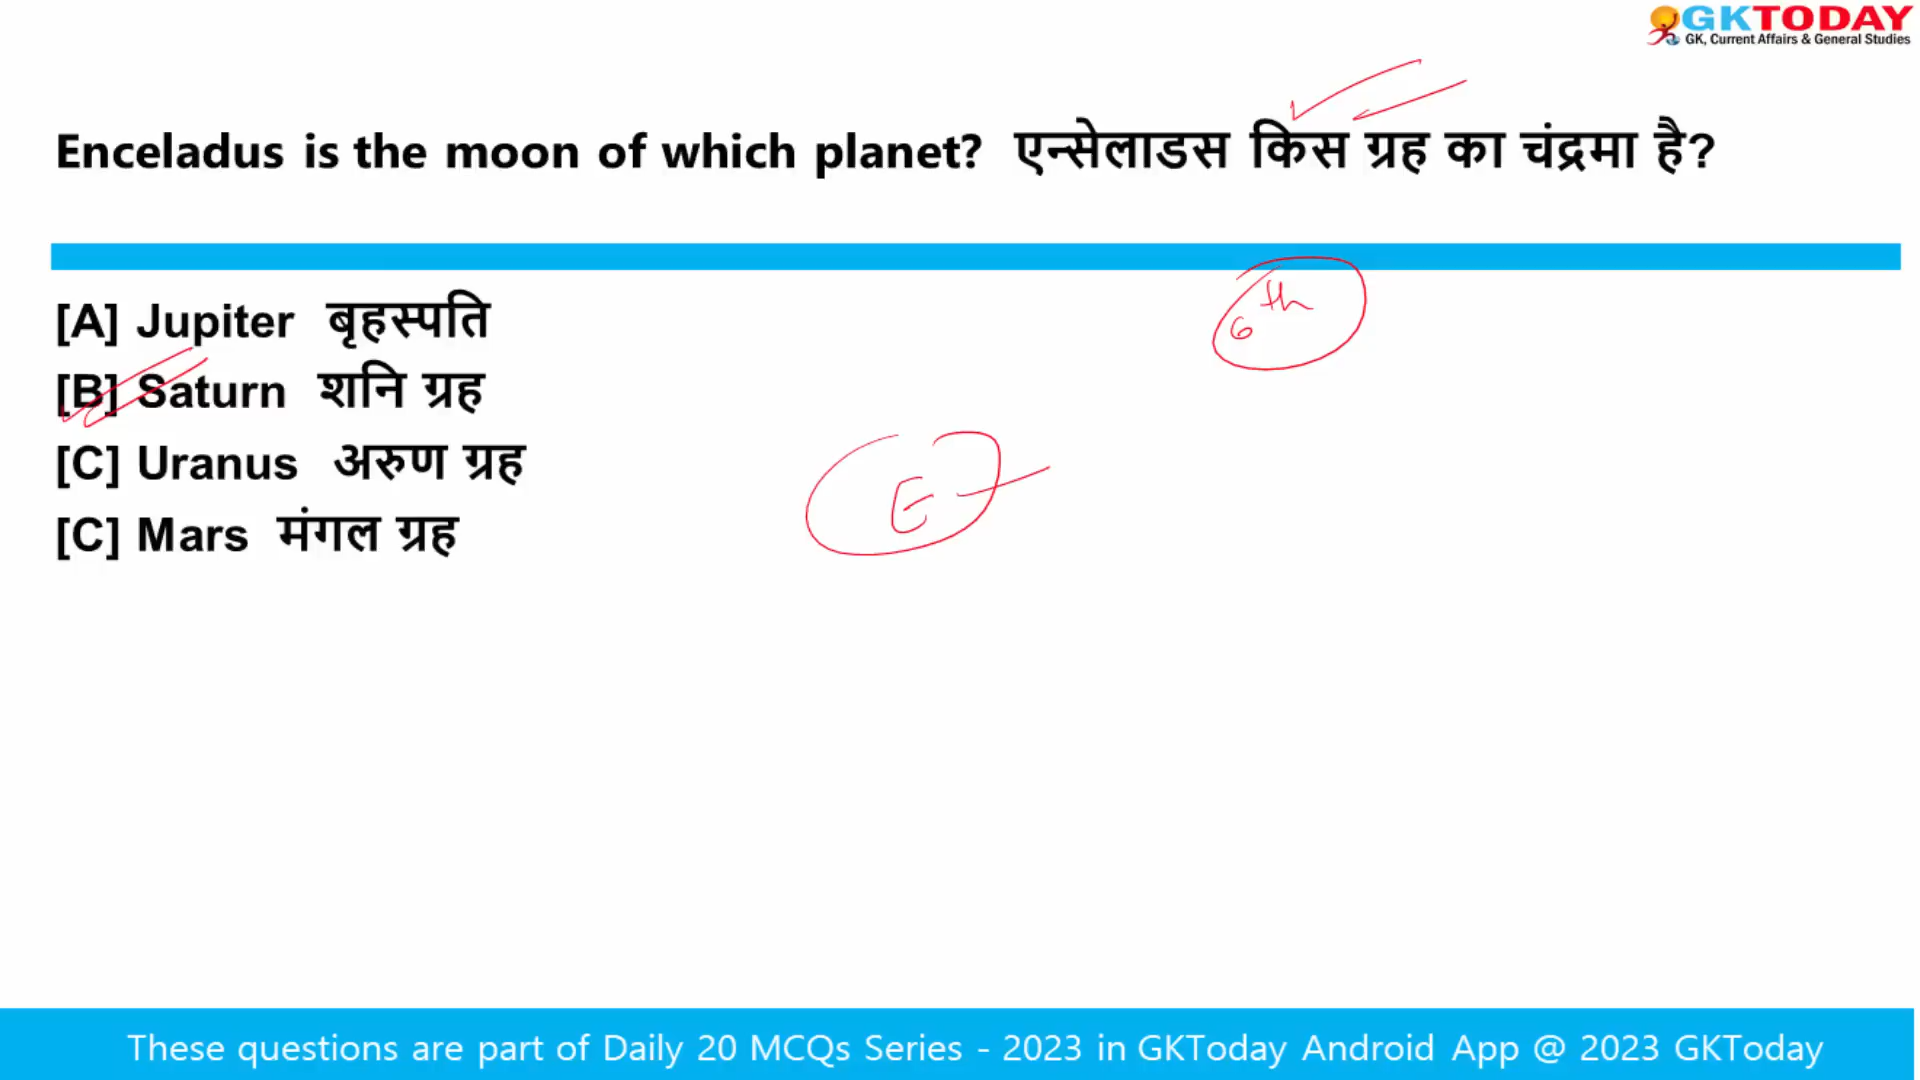 GKTODAY
GK, Current Affairs & General Studies
Enceladus is the moon of which planet? एन्सेलाडस किस ग्रह का चंद्रमा है?
6th
[A] Jupiter बृहस्पति
[B] Saturn शनि ग्रह
[C] Uranus अरुण ग्रह
E
[C] Mars मंगल ग्रह
These questions are part of Daily 20 MCQs Series - 2023 in GKToday Android App @ 2023 GKToday